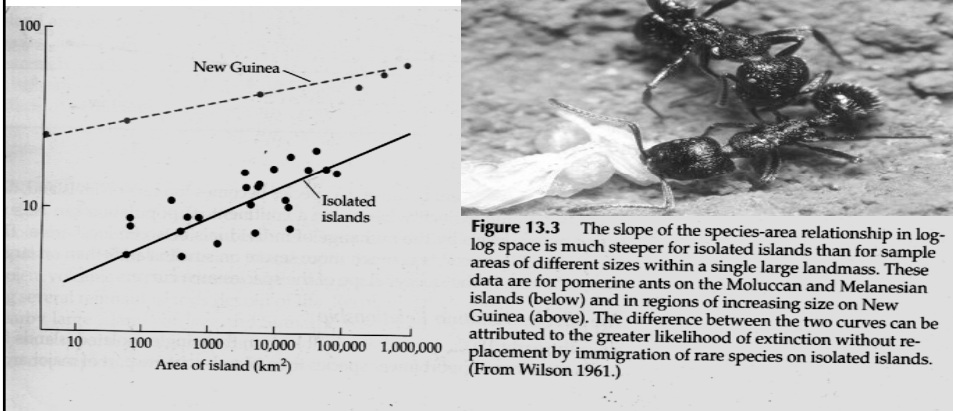 100
New Guinea
10
Isolated
islands
10 100 1000 10,000 100,000 1,000,000
Area of island (km²)
Figure 13.3 The slope of the species-area relationship in log-
log space is much steeper for isolated islands than for sample
areas of different sizes within a single large landmass. These
data are for pomerine ants on the Moluccan and Melanesian
islands (below) and in regions of increasing size on New
Guinea (above). The difference between the two curves can be
attributed to the greater likelihood of extinction without re-
placement by immigration of rare species on isolated islands.
(From Wilson 1961.)